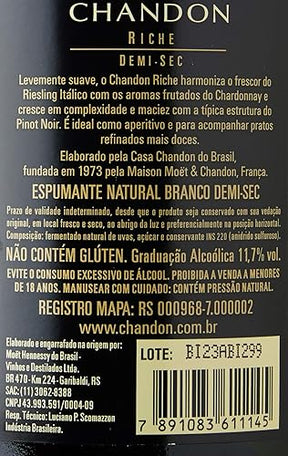 CHANDON
RICHE
DEMI-SEC
Levemente suave, o Chandon Riche harmoniza o frescor do
Riesling Itálico com os aromas frutados do Chardonnay e
cresce em complexidade e maciez com a típica estrutura do
Pinot Noir. É ideal como aperitivo e para acompanhar pratos
refinados mais doces.
Elaborado pela Casa Chandon do Brasil,
fundada em 1973 pela Maison Moët & Chandon, França.
ESPUMANTE NATURAL BRANCO DEMI-SEC
Prazo de validade indeterminado, desde que o produto seja conservado com sua vedação
original, em local fresco e seco, ao abrigo da luz e preferencialmente na posição horizontal.
Composição: fermentado natural de uvas, açúcar e conservante INS 220 (anidrido sulfuroso).
NÃO CONTÉM GLÚTEN. Graduação Alcoólica 11,7% vol.
EVITE O CONSUMO EXCESSIVO DE ÁLCOOL. PROIBIDA A VENDA A MENORES
DE 18 ANOS. MANUSEAR COM CUIDADO: CONTÉM PRESSÃO NATURAL.
REGISTRO MAPA: RS 000968-7.000002
www.chandon.com.br
Elaborado e engarrafado na origem por:
Moët Hennessy do Brasil -
Vinhos e Destilados Ltda.
BR 470 - Km 224 - Garibaldi, RS
SAC: (11) 3062-8388
CNPJ 43.993.591/0004-09
Resp. Técnico: Luciano P. Scomazzon
Indústria Brasileira.
LOTE: BI23AB1299
7 891083 611145